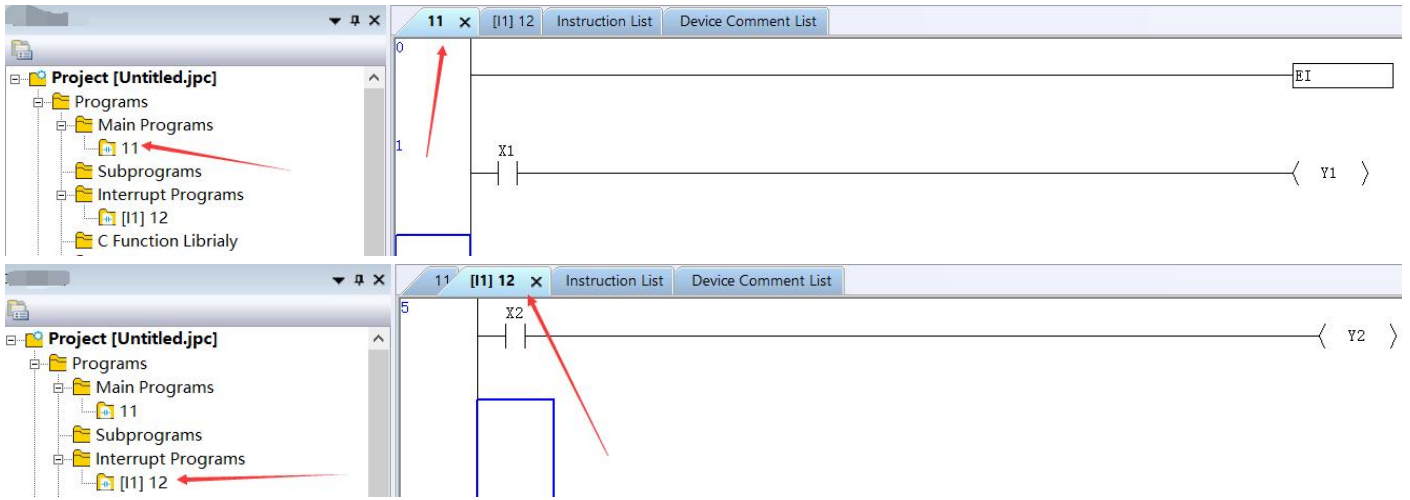 11 [I1] 12 Instruction List Device Comment List
0
Project [Untitled.jpc]
EI
Programs
Main Programs
11
1 X1 Y1
Subprograms
Interrupt Programs
[I1] 12
C Function Librialy
11 [I1] 12 Instruction List Device Comment List
5 X2 Y2
Project [Untitled.jpc]
Programs
Main Programs
11
Subprograms
Interrupt Programs
[I1] 12